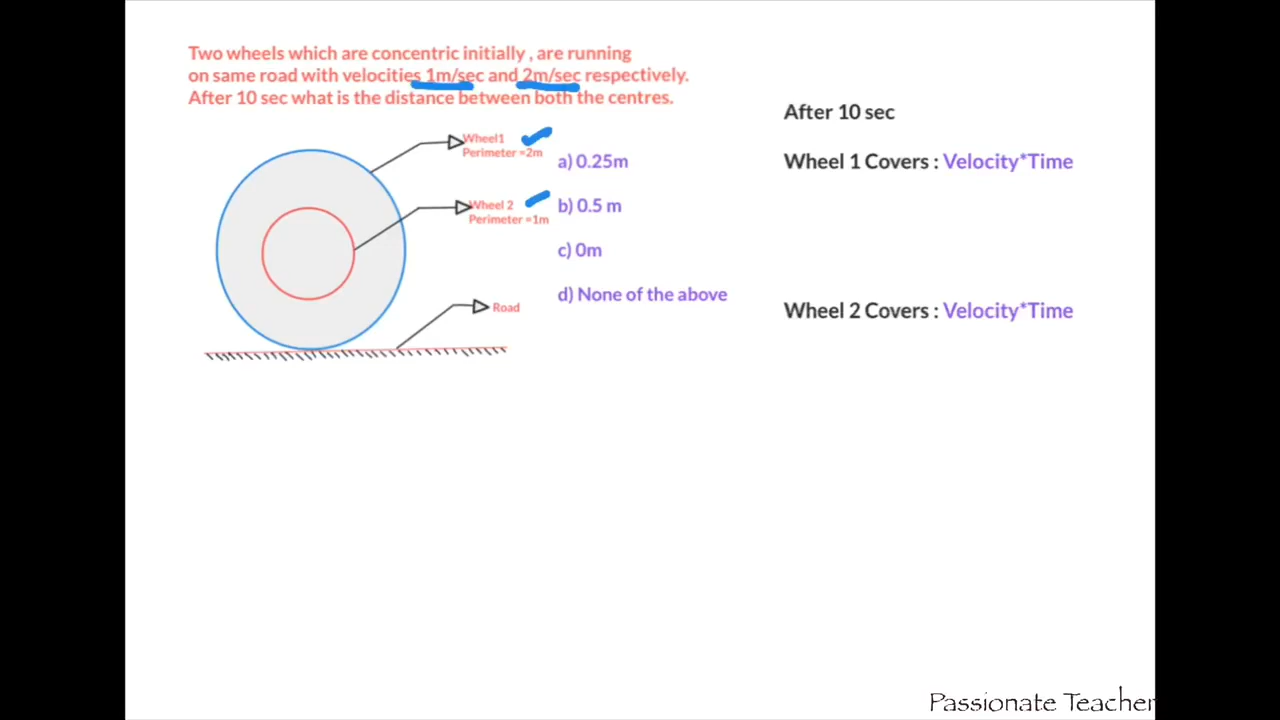 Two wheels which are concentric initially , are running
on same road with velocities 1m/sec and 2m/sec respectively.
After 10 sec what is the distance between both the centres.
Wheel1
Perimeter =2m
a) 0.25m
Wheel 2
Perimeter =1m
b) 0.5 m
c) 0m
d) None of the above
Road
After 10 sec
Wheel 1 Covers : Velocity*Time
Wheel 2 Covers : Velocity*Time
Passionate Teacher